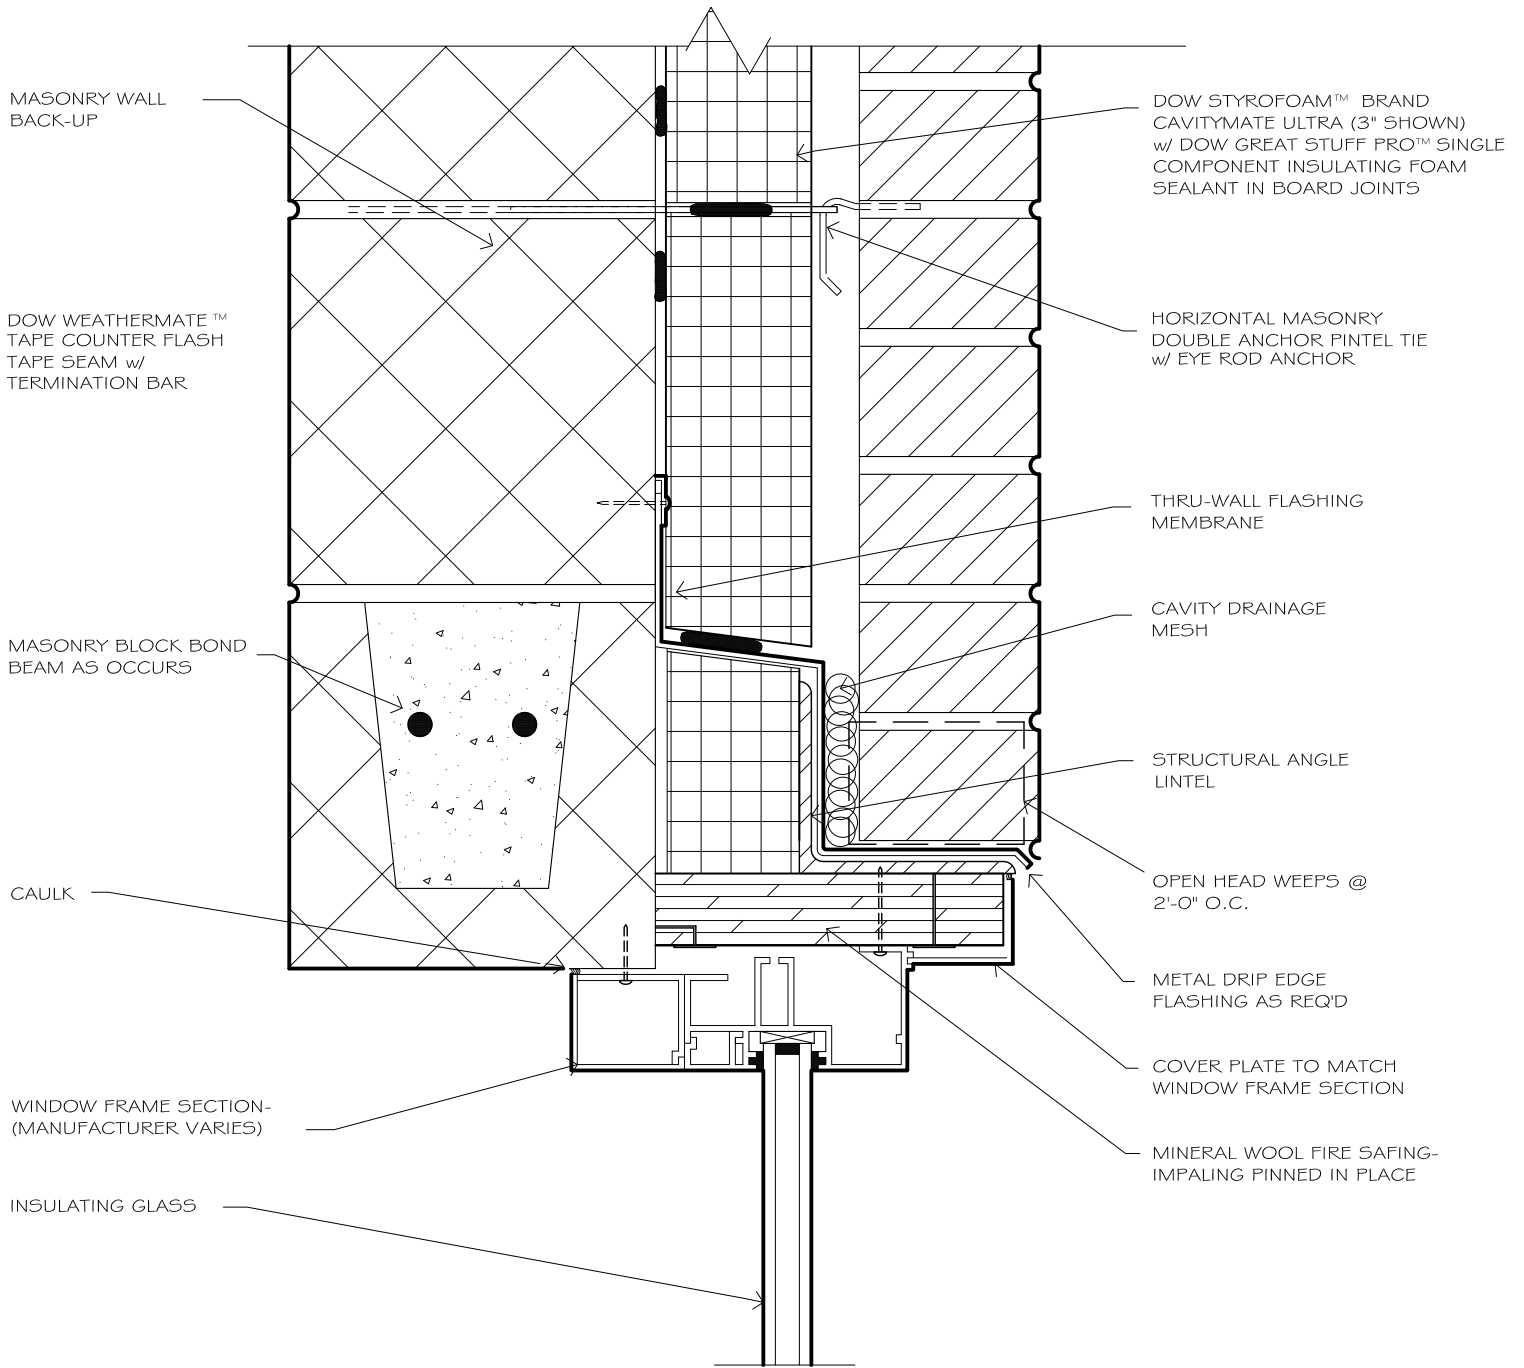 MASONRY WALL
BACK-UP
DOW WEATHERMATE™
TAPE COUNTER FLASH
TAPE SEAM w/
TERMINATION BAR
MASONRY BLOCK BOND
BEAM AS OCCURS
CAULK
WINDOW FRAME SECTION-
(MANUFACTURER VARIES)
INSULATING GLASS
DOW STYROFOAM™ BRAND
CAVITYMATE ULTRA (3" SHOWN)
w/ DOW GREAT STUFF PRO™ SINGLE
COMPONENT INSULATING FOAM
SEALANT IN BOARD JOINTS
HORIZONTAL MASONRY
DOUBLE ANCHOR PINTEL TIE
w/ EYE ROD ANCHOR
THRU-WALL FLASHING
MEMBRANE
CAVITY DRAINAGE
MESH
STRUCTURAL ANGLE
LINTEL
OPEN HEAD WEEPS @
2'-0" O.C.
METAL DRIP EDGE
FLASHING AS REQ'D
COVER PLATE TO MATCH
WINDOW FRAME SECTION
MINERAL WOOL FIRE SAFING-
IMPALING PINNED IN PLACE